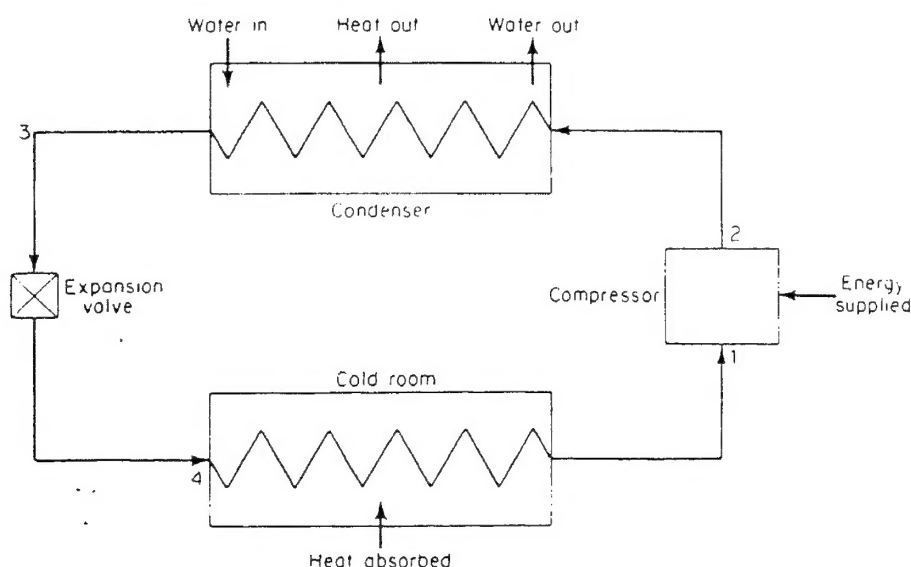 Water in
Heat out
Water out
3
Condenser
2
Expansion
valve
Compressor
Energy
supplied
1
Cold room
4
Heat absorbed